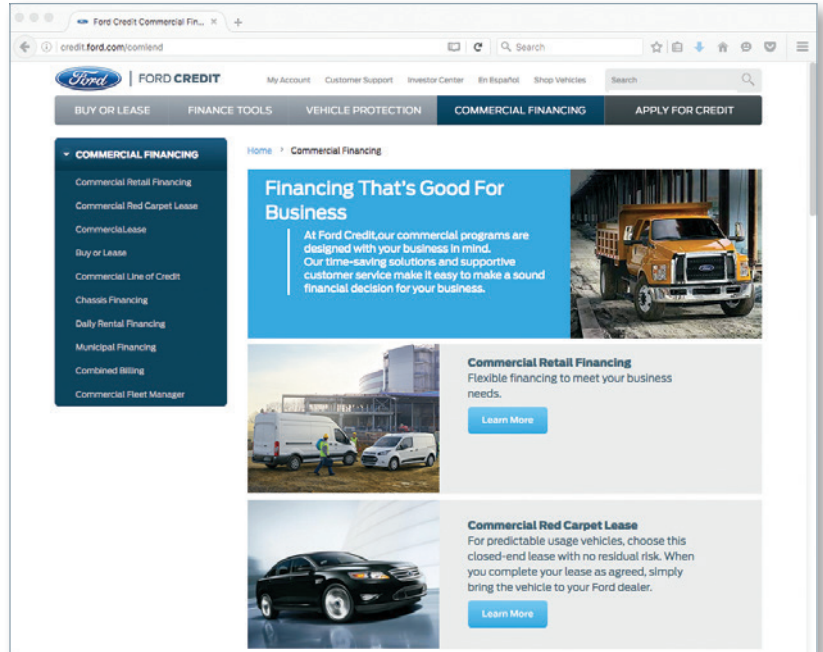 Ford Credit Commercial Fin... ×
credit.ford.com/comlend
Search
Ford
FORD CREDIT
My Account Customer Support Investor Center En Español Shop Vehicles
Search
BUY OR LEASE FINANCE TOOLS VEHICLE PROTECTION COMMERCIAL FINANCING APPLY FOR CREDIT
COMMERCIAL FINANCING
Commercial Retail Financing
Commercial Red Carpet Lease
CommerciaLease
Buy or Lease
Commercial Line of Credit
Chassis Financing
Daily Rental Financing
Municipal Financing
Combined Billing
Commercial Fleet Manager
Home › Commercial Financing
Financing That's Good For
Business
At Ford Credit,our commercial programs are
designed with your business in mind.
Our time-saving solutions and supportive
customer service make it easy to make a sound
financial decision for your business.
Commercial Retail Financing
Flexible financing to meet your business
needs.
Learn More
Commercial Red Carpet Lease
For predictable usage vehicles, choose this
closed-end lease with no residual risk. When
you complete your lease as agreed, simply
bring the vehicle to your Ford dealer.
Learn More